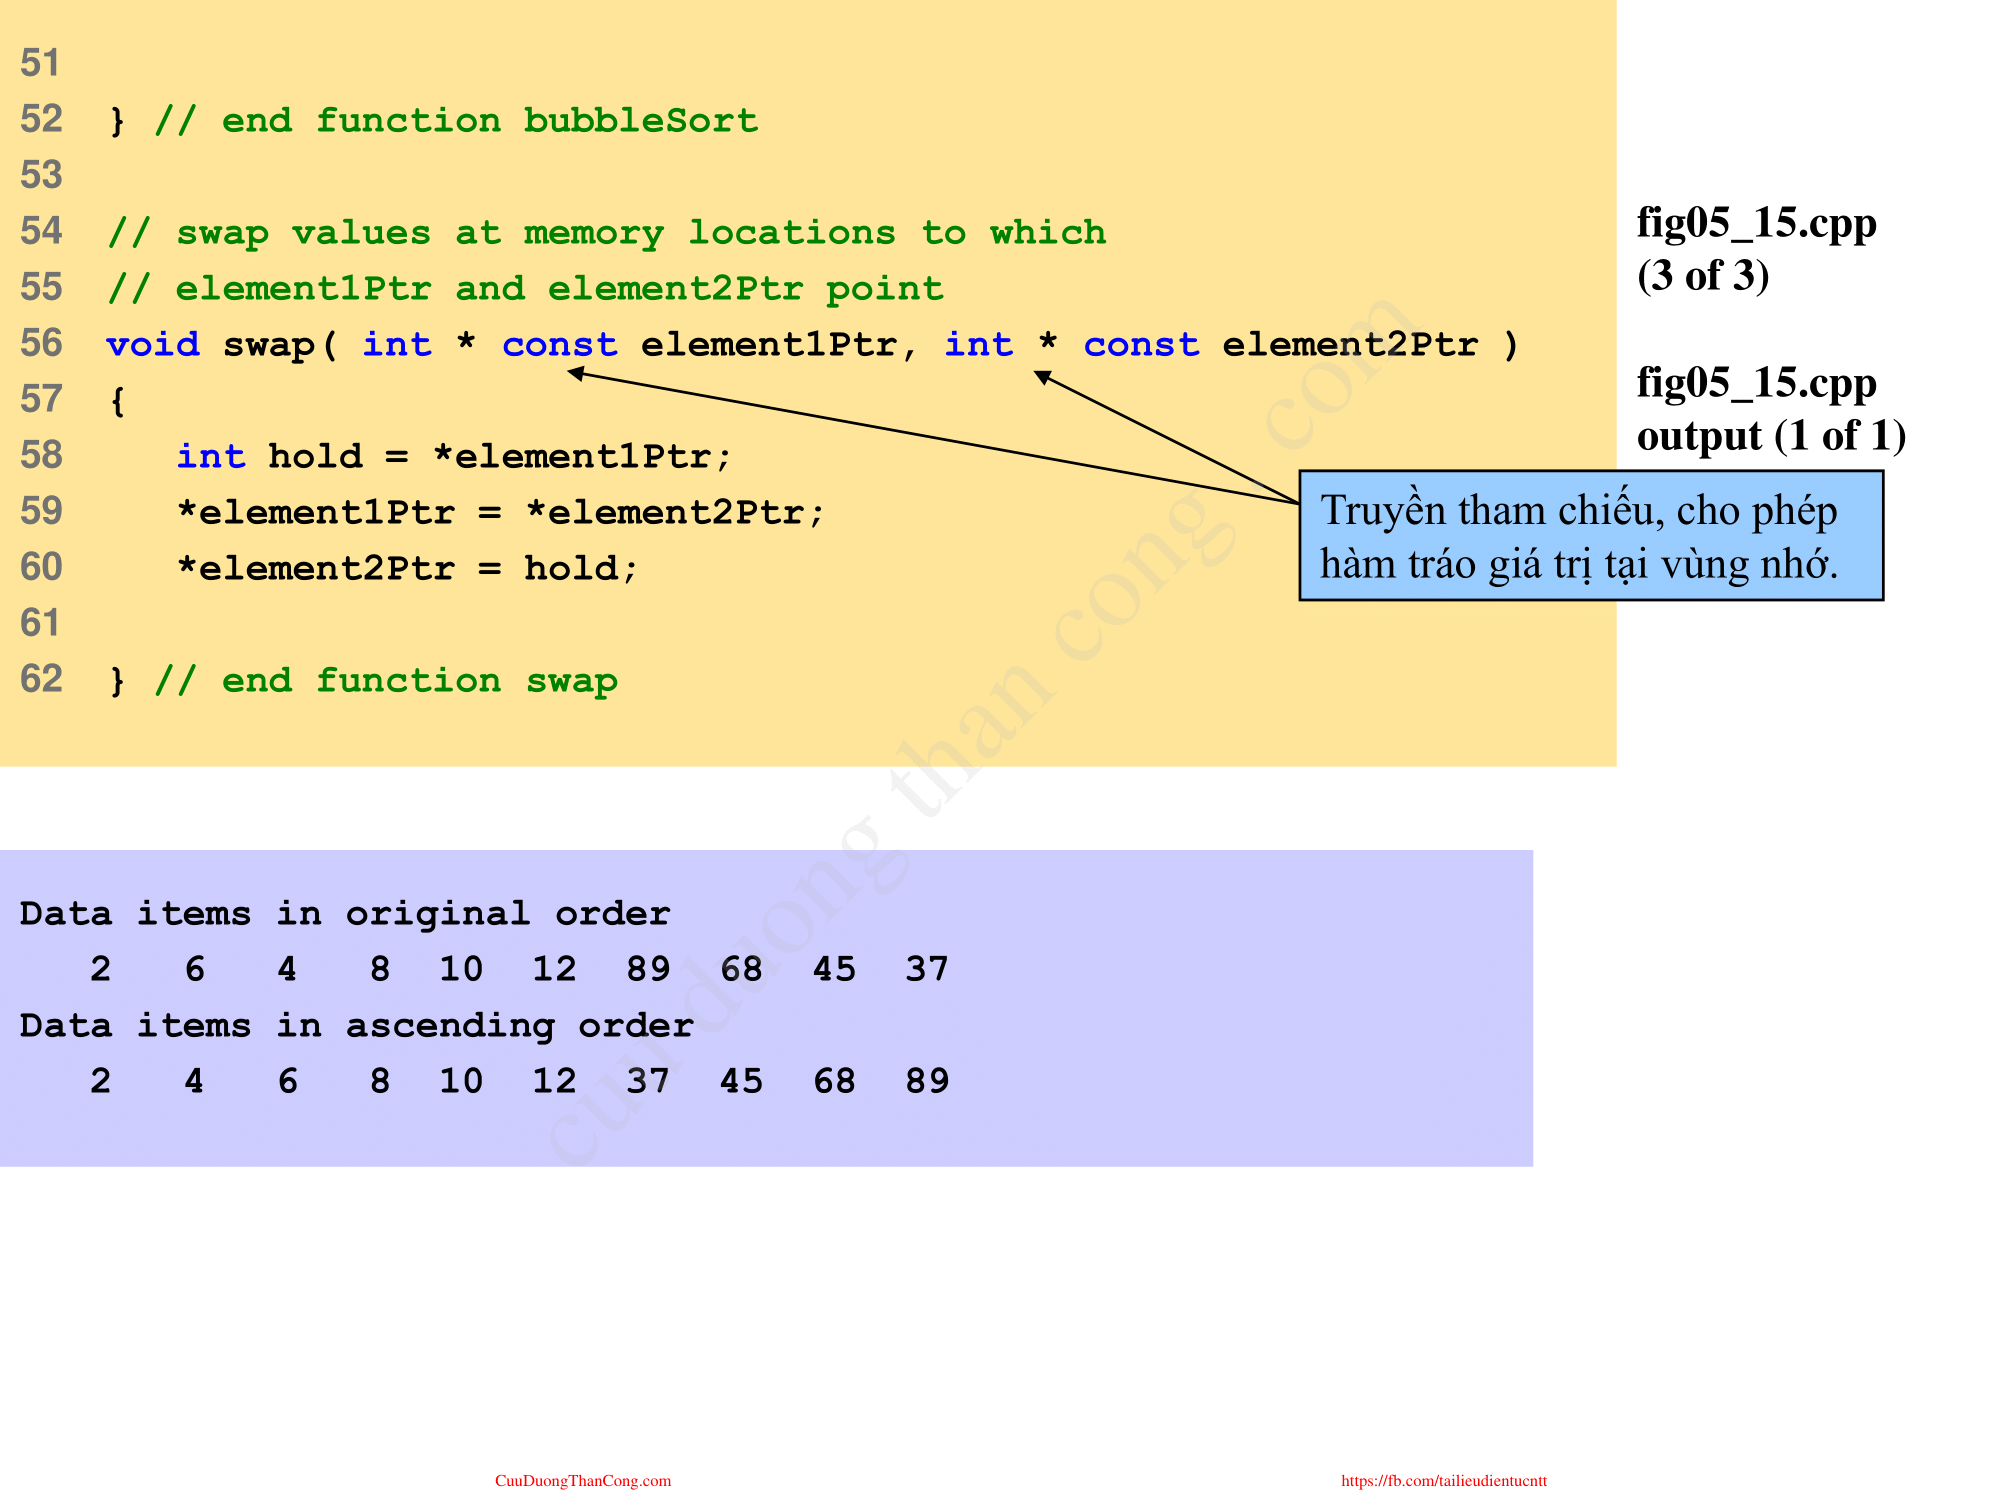 51
52 } // end function bubbleSort
53
54 // swap values at memory locations to which
55 // element1Ptr and element2Ptr point
56 void swap( int * const element1Ptr, int * const element2Ptr )
57 {
58 int hold = *element1Ptr;
59 *element1Ptr = *element2Ptr;
60 *element2Ptr = hold;
61
62 } // end function swap
fig05_15.cpp
(3 of 3)
fig05_15.cpp
output (1 of 1)
Truyền tham chiếu, cho phép
hàm tráo giá trị tại vùng nhớ.
Data items in original order
2 6 4 8 10 12 89 68 45 37
Data items in ascending order
2 4 6 8 10 12 37 45 68 89
cuu duong than cong . com
CuuDuongThanCong.com
https://fb.com/tailieudientucntt